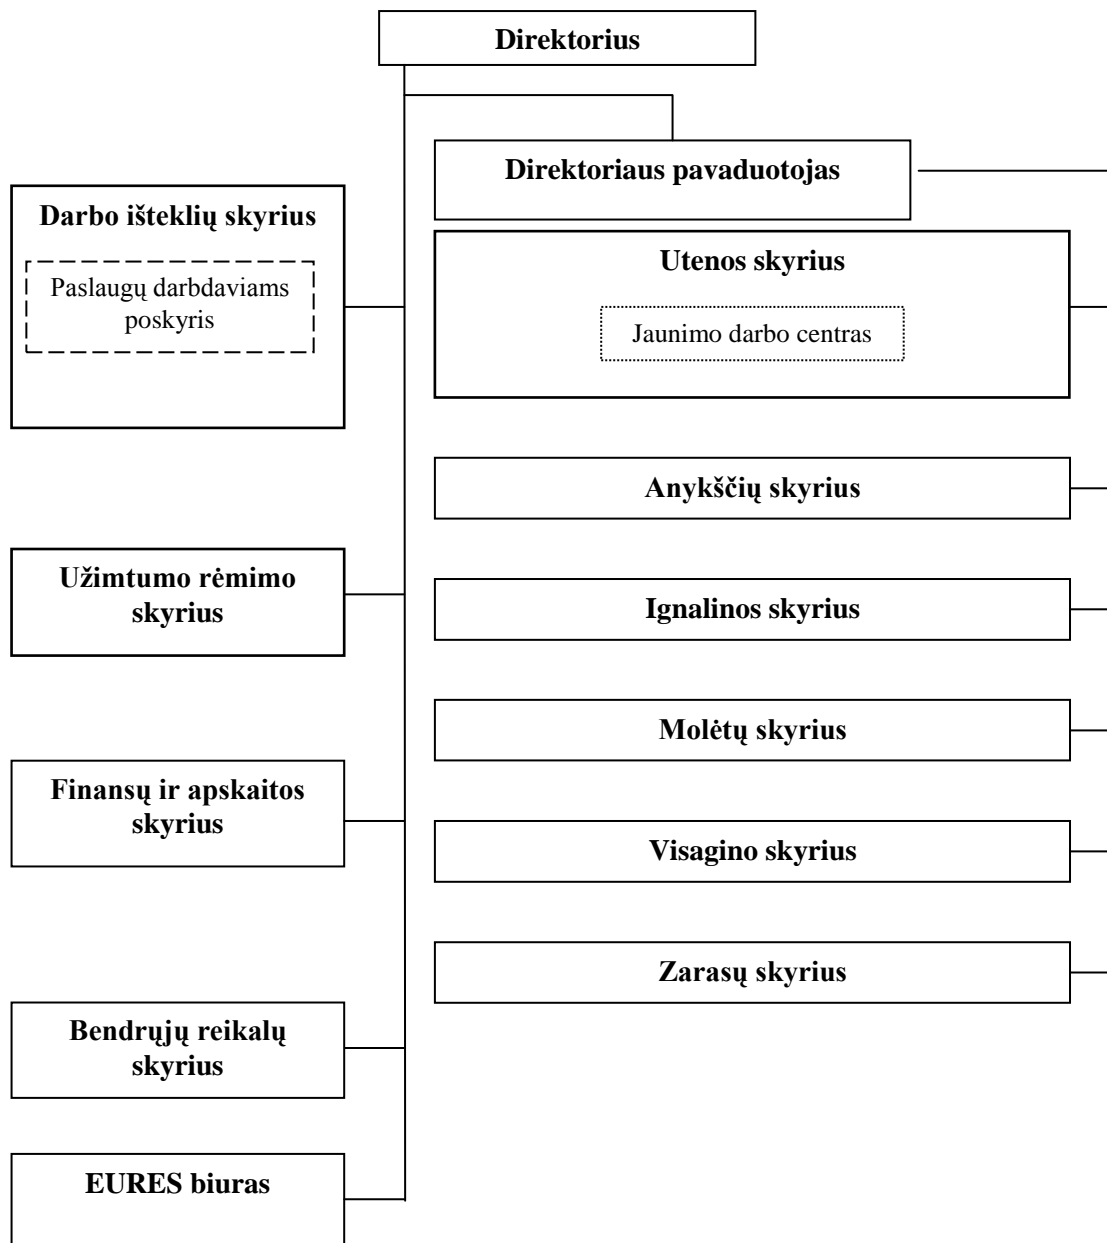 Direktorius
Direktoriaus pavaduotojas
Darbo išteklių skyrius
Paslaugų darbdaviams
poskyris
Utenos skyrius
Jaunimo darbo centras
Anykščių skyrius
Užimtumo rėmimo
skyrius
Ignalinos skyrius
Molėtų skyrius
Finansų ir apskaitos
skyrius
Visagino skyrius
Zarasų skyrius
Bendrųjų reikalų
skyrius
EURES biuras